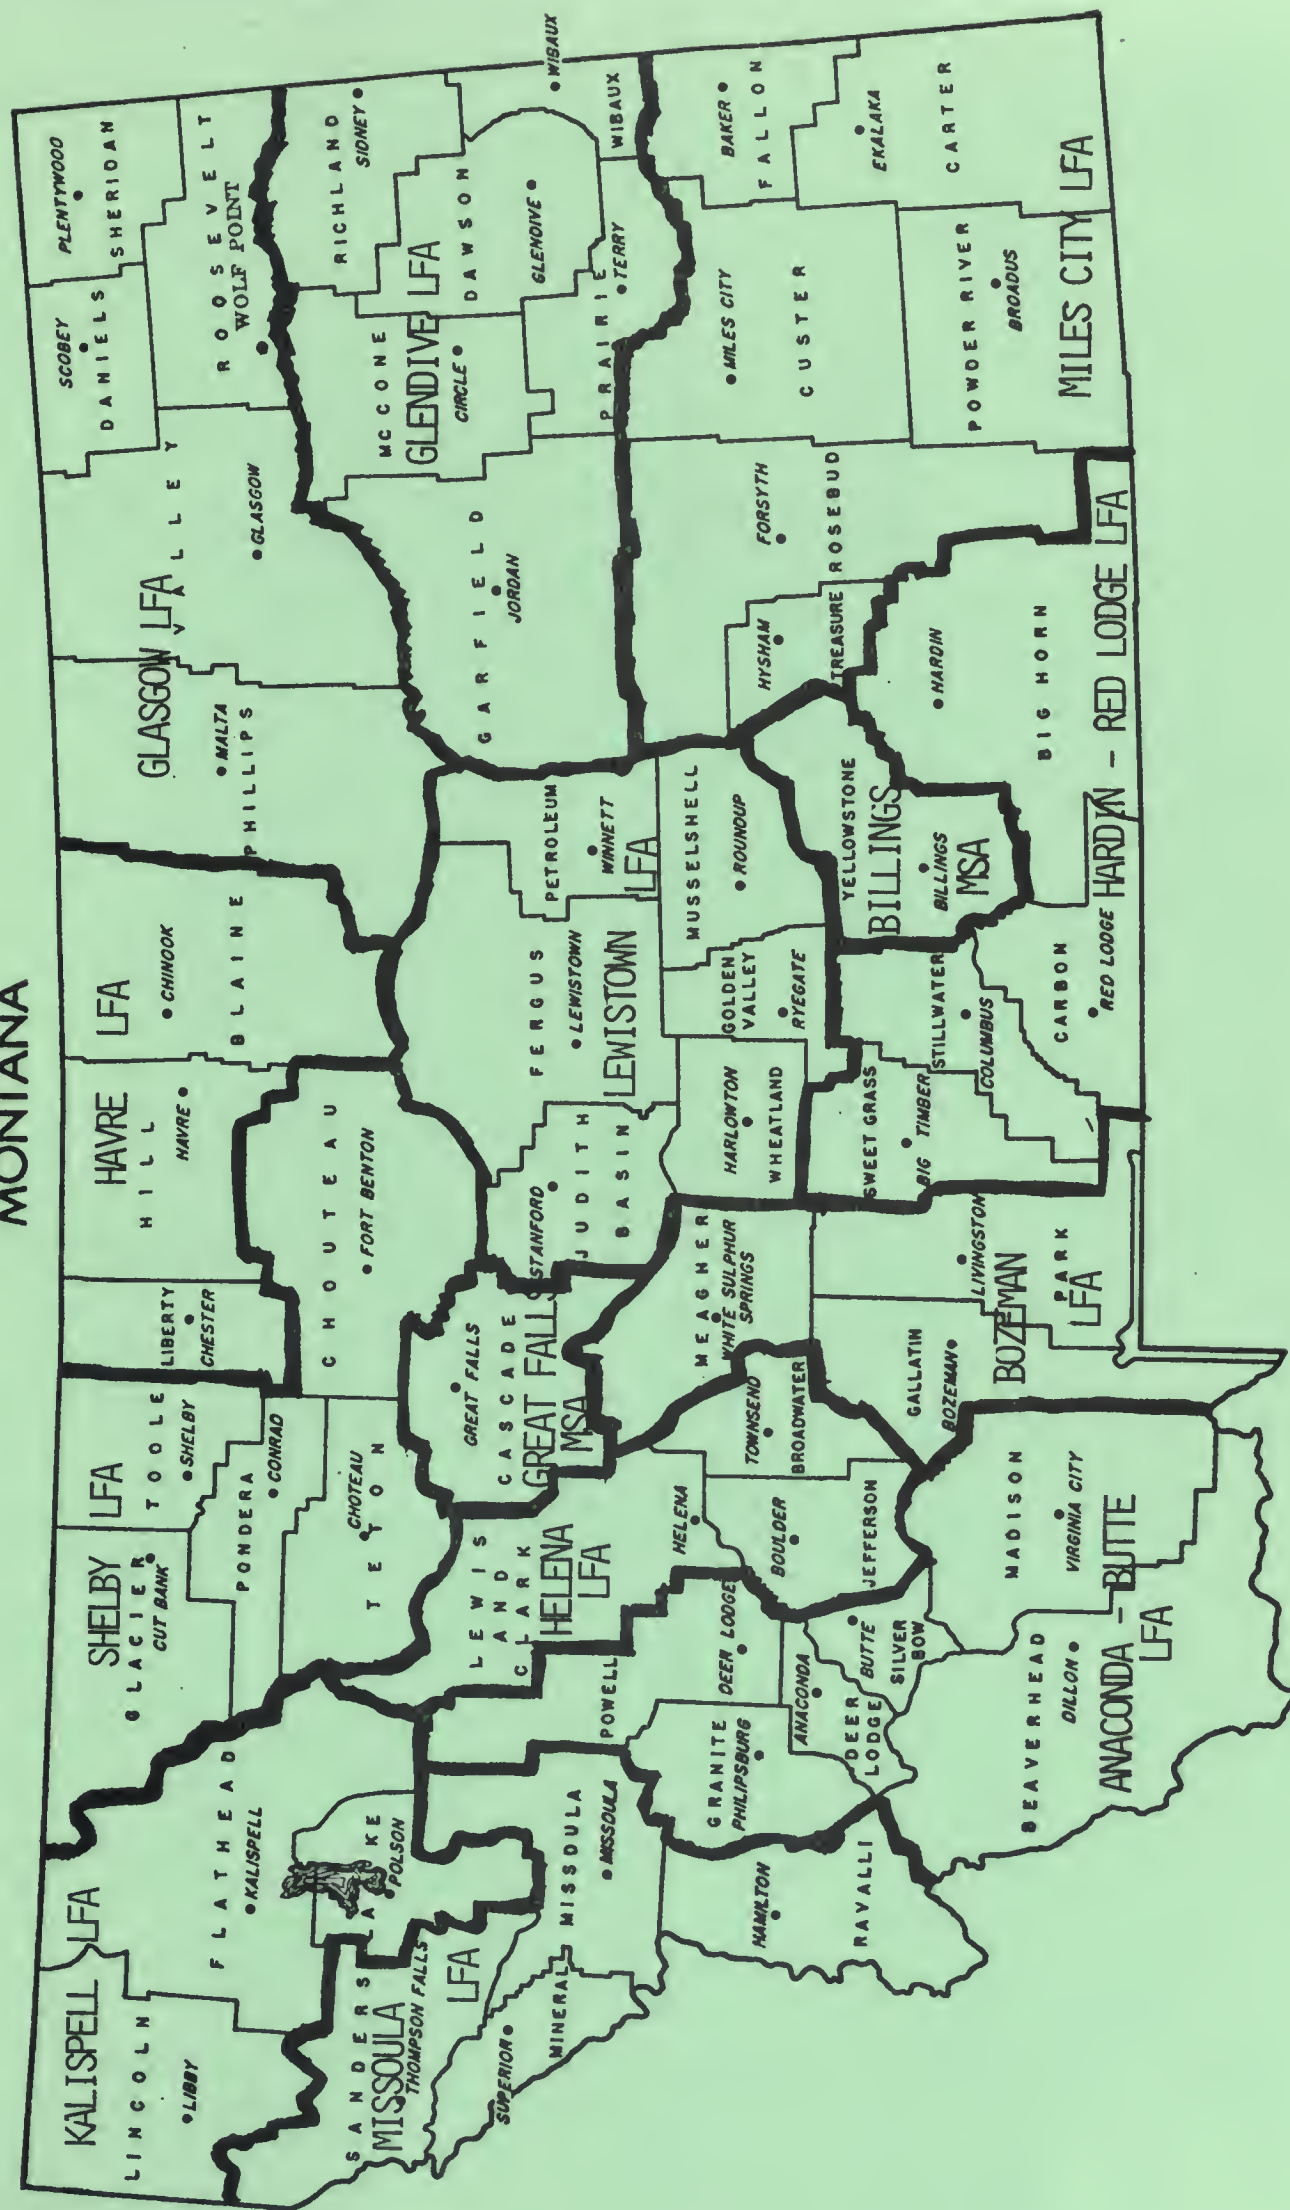 MONTANA
KALISPELL LFA
LINCOLN
LIBBY
FLATHEAD
KALISPELL
LAKE
POLSON
SANDERS
MISSOULA
THOMPSON FALLS
LFA
SUPERIOR
MINERAL
MISSOULA
MISSOULA
HAMILTON
RAVALLI
SHELBY LFA
GLACIER
CUT BANK
TOOLE
SHELBY
PONDERA
CONRAD
CHOTEAU
TETON
LEWIS
AND
CLARK
HELENA
LFA
HELENA
POWELL
DEER LODGE
GRANITE
PHILIPSBURG
ANACONDA
DEER
LODGE
BUTTE
SILVER
BOW
BOULDER
JEFFERSON
TOWNSEND
BROADWATER
MADISON
VIRGINIA CITY
BEAVERHEAD
DILLON
ANACONDA - BUTTE
LFA
HAVRE LFA
LIBERTY
CHESTER
HILL
HAVRE
CHINOOK
BLAINE
CHOUTEAU
FORT BENTON
GREAT FALLS
CASCADE
GREAT FALLS
MSA
STANFORD
JUDITH
BASIN
FERGUS
LEWISTOWN
LEWISTOWN LFA
PETROLEUM
WINNETT
MEAGHER
WHITE SULPHUR
SPRINGS
HARLOWTON
WHEATLAND
GOLDEN
VALLEY
RYEGATE
MUSSELSHELL
ROUNDUP
GALLATIN
BOZEMAN
LIVINGSTON
BOZEMAN
PARK
LFA
SWEET GRASS
BIG TIMBER
STILLWATER
COLUMBUS
CARBON
RED LODGE
YELLOWSTONE
BILLINGS
BILLINGS
MSA
HARDIN
BIG HORN
HARDIN - RED LODGE LFA
GLASGOW LFA
MALTA
PHILLIPS
VALLEY
GLASGOW
SCOBEY
DANIELS
PLENTYWOOD
SHERIDAN
ROOSEVELT
WOLF POINT
GARFIELD
JORDAN
MCCONE
GLENDIVE LFA
CIRCLE
RICHLAND
SIDNEY
DAWSON
GLENDIVE
PRAIRIE
TERRY
WIBAUX
WIBAUX
HYSHAM
TREASURE
FORSYTH
ROSEBUD
MILES CITY
CUSTER
BAKER
FALLON
EKALAKA
CARTER
POWDER RIVER
BROADUS
MILES CITY LFA